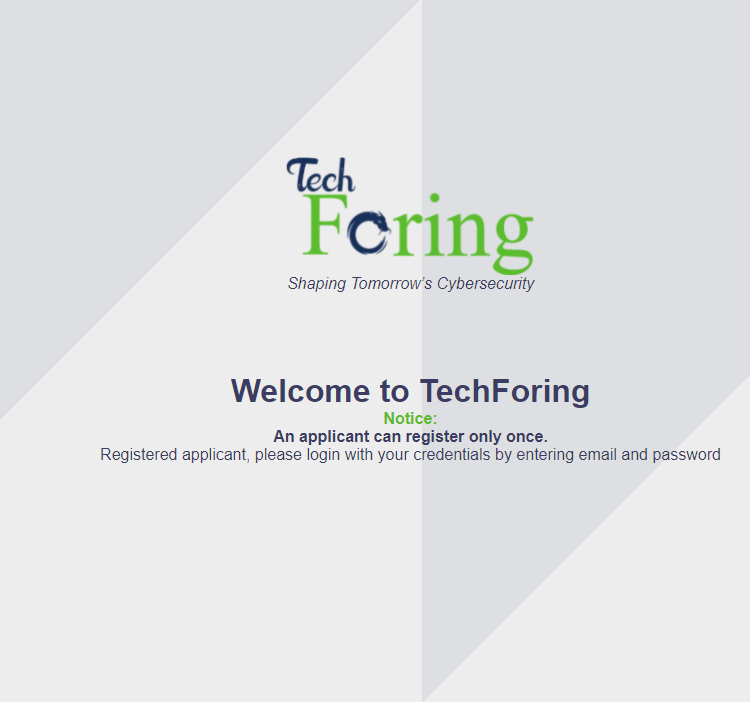 Tech
Foring
Shaping Tomorrow's Cybersecurity
Welcome to TechForing
Notice:
An applicant can register only once.
Registered applicant, please login with your credentials by entering email and password